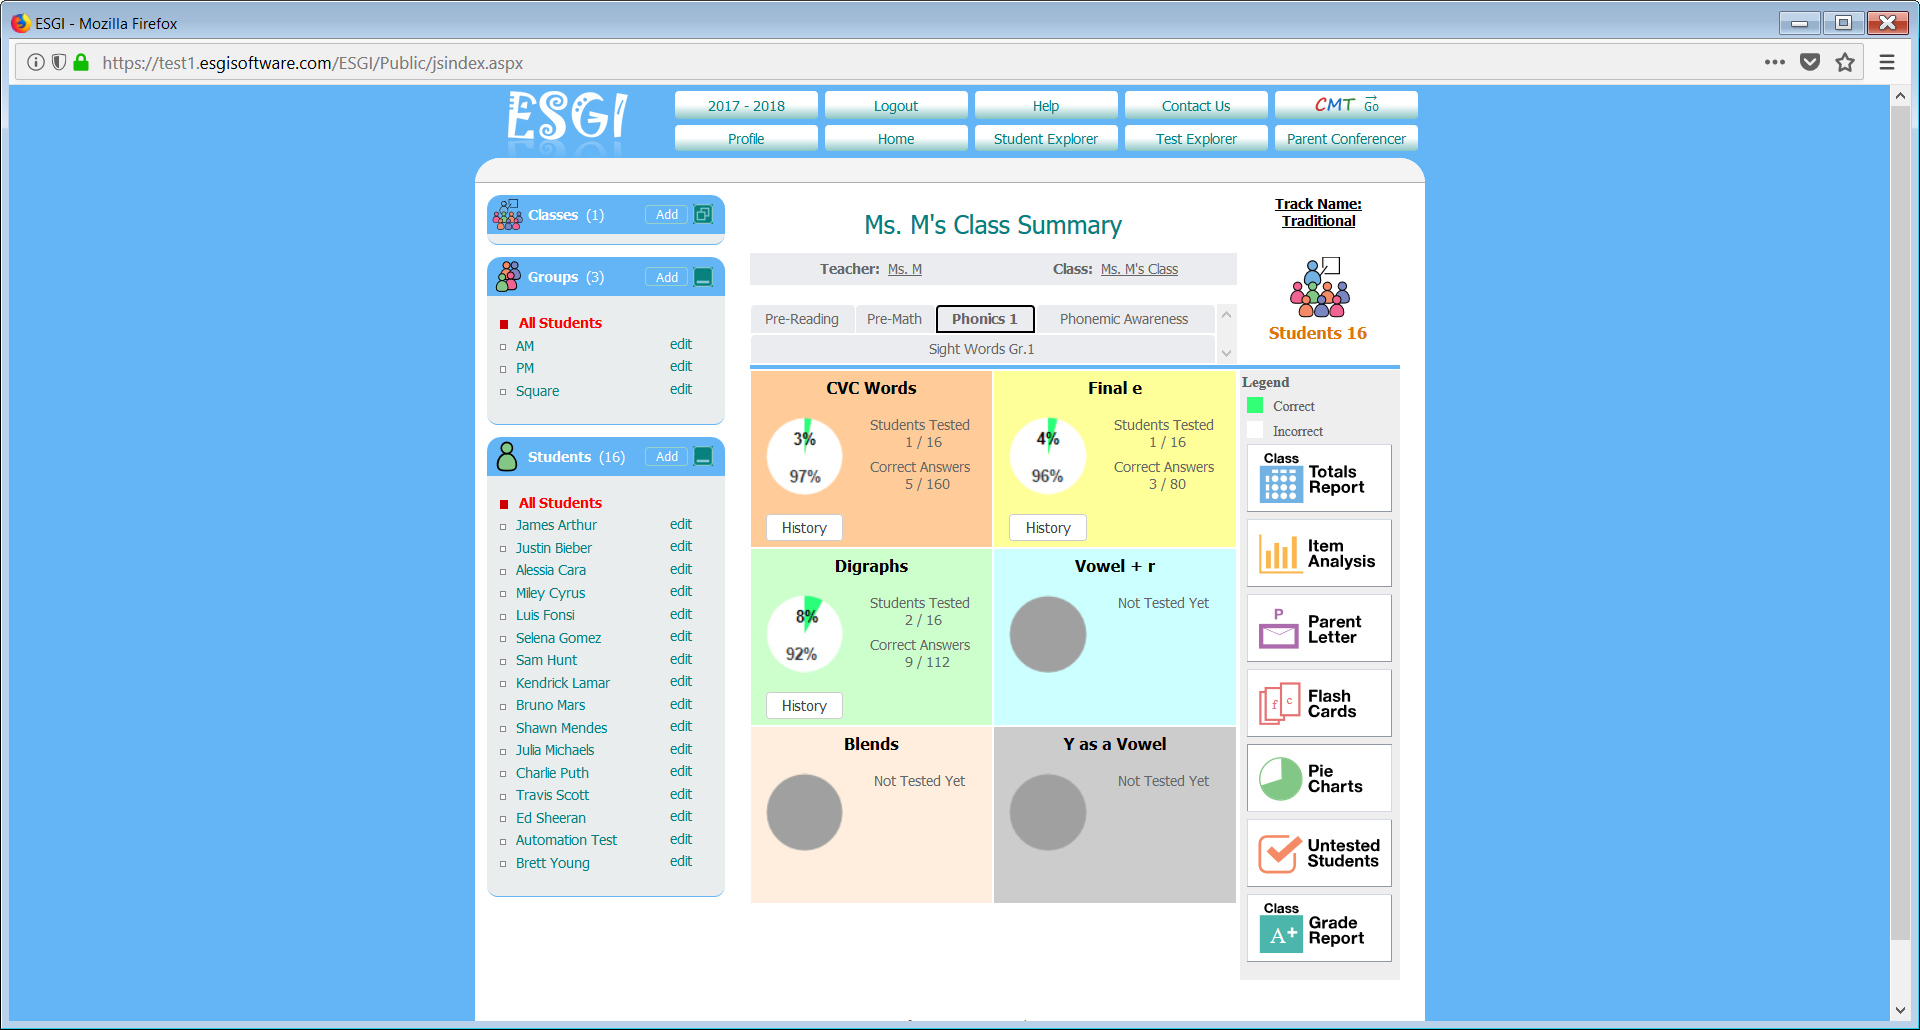 ESGI - Mozilla Firefox
https://test1.esgisoftware.com/ESGI/Public/jsindex.aspx
ESGI
2017 - 2018
Logout
Help
Contact Us
CMT Go
Profile
Home
Student Explorer
Test Explorer
Parent Conferencer
Classes (1)
Add
Groups (3)
Add
All Students
AM edit
PM edit
Square edit
Students (16)
Add
All Students
James Arthur edit
Justin Bieber edit
Alessia Cara edit
Miley Cyrus edit
Luis Fonsi edit
Selena Gomez edit
Sam Hunt edit
Kendrick Lamar edit
Bruno Mars edit
Shawn Mendes edit
Julia Michaels edit
Charlie Puth edit
Travis Scott edit
Ed Sheeran edit
Automation Test edit
Brett Young edit
Ms. M's Class Summary
Teacher: Ms. M
Class: Ms. M's Class
Pre-Reading
Pre-Math
Phonics 1
Phonemic Awareness
Sight Words Gr.1
CVC Words
3%
97%
Students Tested
1 / 16
Correct Answers
5 / 160
History
Final e
4%
96%
Students Tested
1 / 16
Correct Answers
3 / 80
History
Digraphs
8%
92%
Students Tested
2 / 16
Correct Answers
9 / 112
History
Vowel + r
Not Tested Yet
Blends
Not Tested Yet
Y as a Vowel
Not Tested Yet
Track Name:
Traditional
Students 16
Legend
Correct
Incorrect
Class
Totals
Report
Item
Analysis
P
Parent
Letter
f c
Flash
Cards
Pie
Charts
Untested
Students
Class
A+
Grade
Report